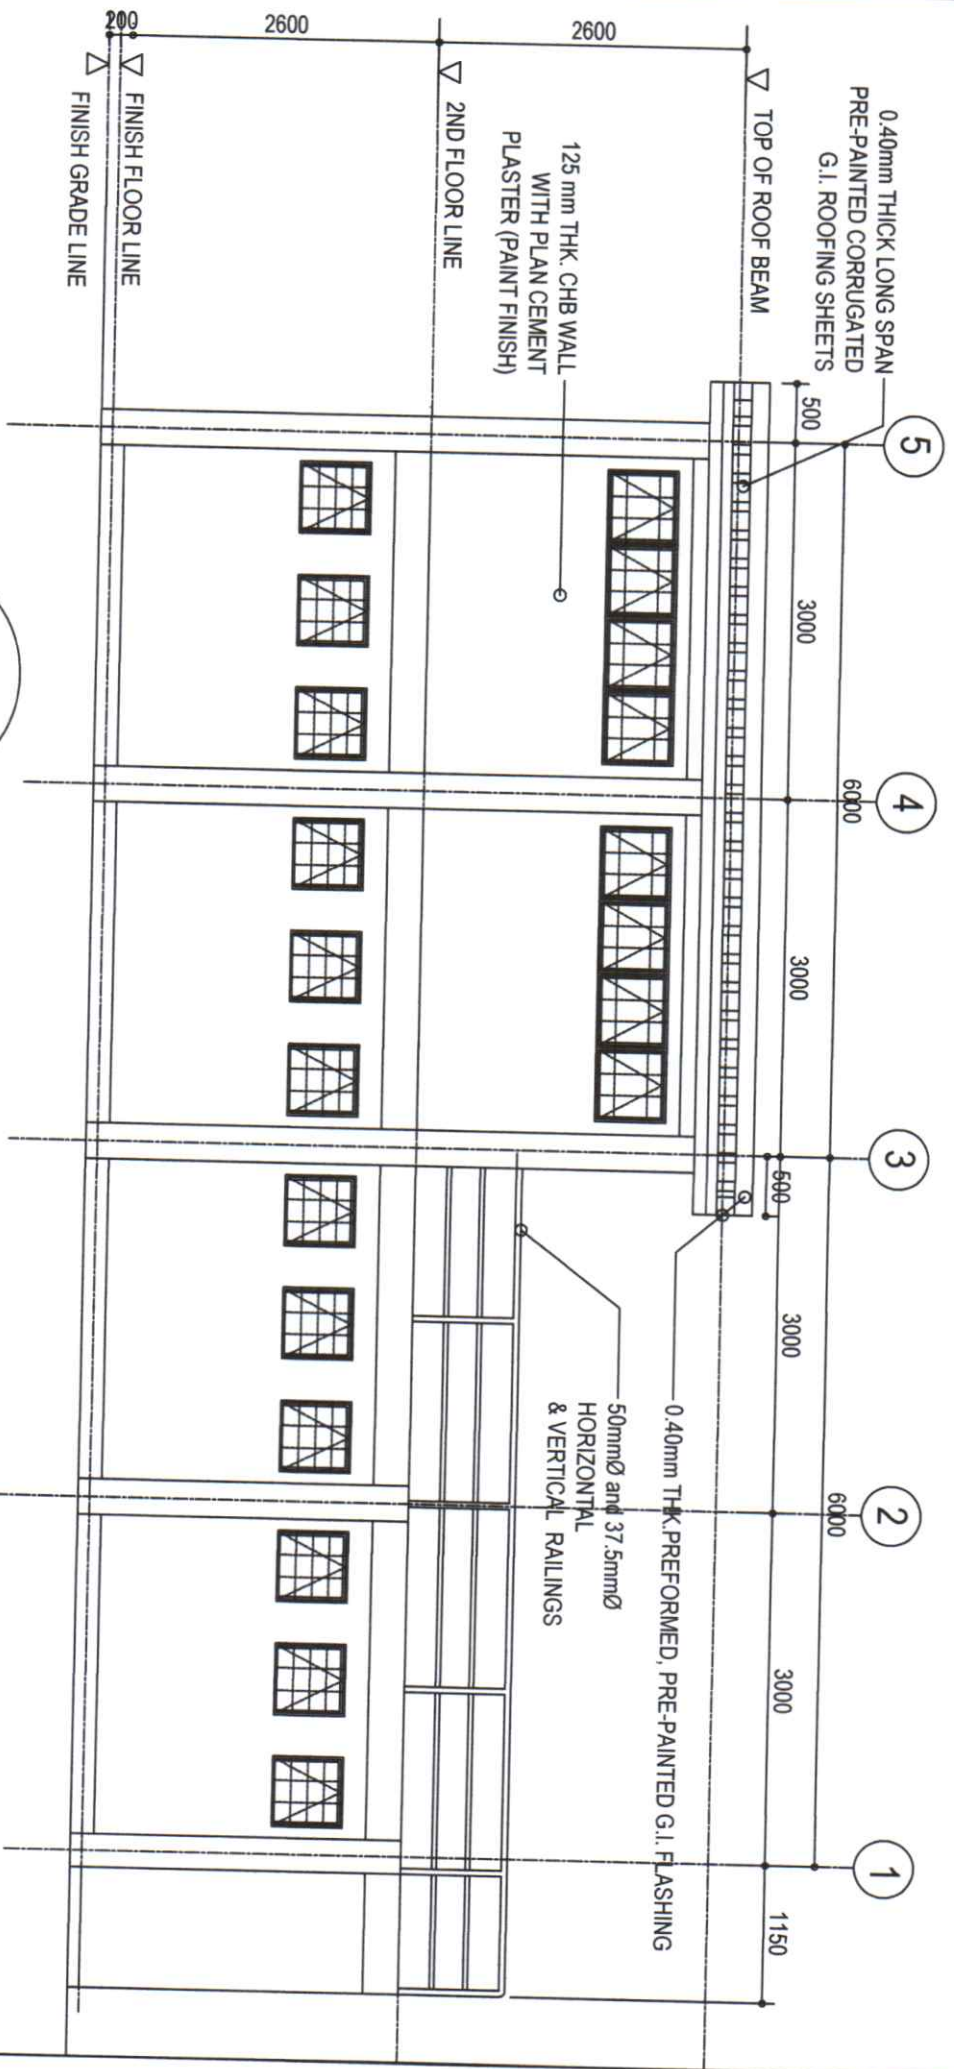 5
4
3
2
1
6000
6000
500
3000
3000
500
3000
3000
1150
0.40mm THICK LONG SPAN
PRE-PAINTED CORRUGATED
G.I. ROOFING SHEETS
TOP OF ROOF BEAM
2600
125 mm THK. CHB WALL
WITH PLAN CEMENT
PLASTER (PAINT FINISH)
2ND FLOOR LINE
2600
FINISH FLOOR LINE
200
FINISH GRADE LINE
0.40mm THK.PREFORMED, PRE-PAINTED G.I. FLASHING
50mmØ and 37.5mmØ
HORIZONTAL
& VERTICAL RAILINGS